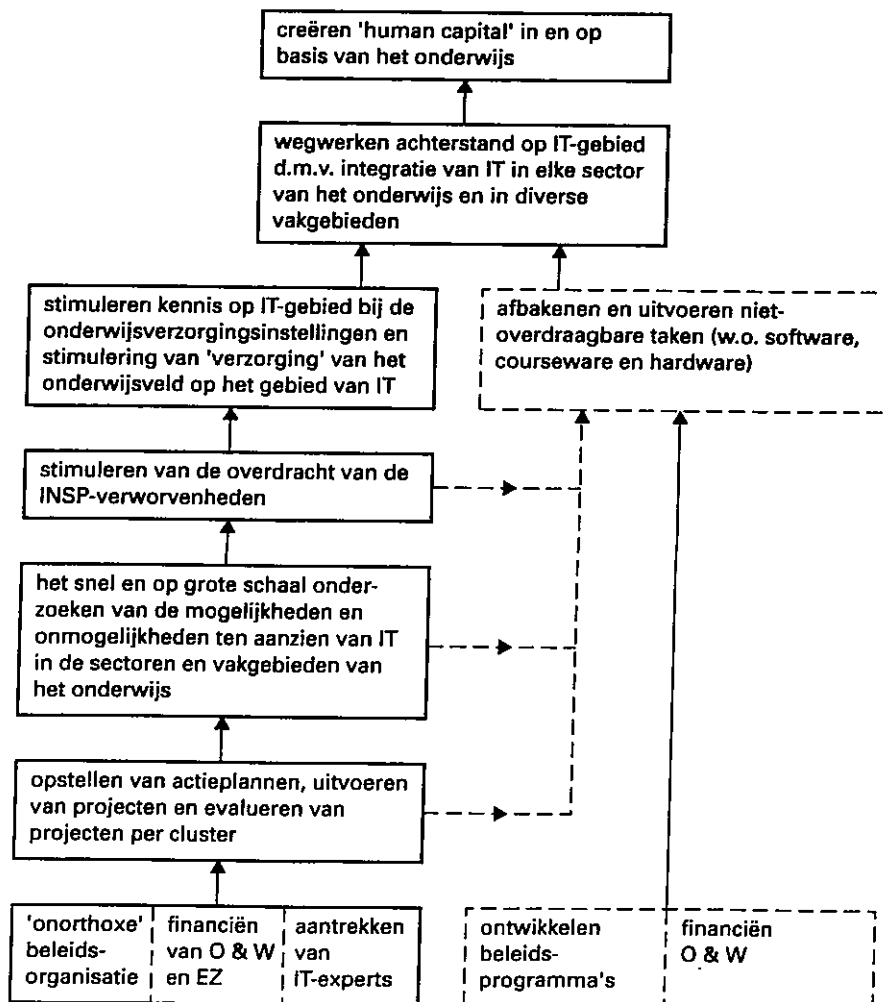 creëren 'human capital' in en op
basis van het onderwijs
wegwerken achterstand op IT-gebied
d.m.v. integratie van IT in elke sector
van het onderwijs en in diverse
vakgebieden
stimuleren kennis op IT-gebied bij de
onderwijsverzorgingsinstellingen en
stimulering van 'verzorging' van het
onderwijsveld op het gebied van IT
afbakenen en uitvoeren niet-
overdraagbare taken (w.o. software,
courseware en hardware)
stimuleren van de overdracht van de
INSP-verworvenheden
het snel en op grote schaal onder-
zoeken van de mogelijkheden en
onmogelijkheden ten aanzien van IT
in de sectoren en vakgebieden van
het onderwijs
opstellen van actieplannen, uitvoeren
van projecten en evalueren van
projecten per cluster
'onorthoxe'
beleids-
organisatie
financiën
van O & W
en EZ
aantrekken
van
IT-experts
ontwikkelen
beleids-
programma's
financiën
O & W